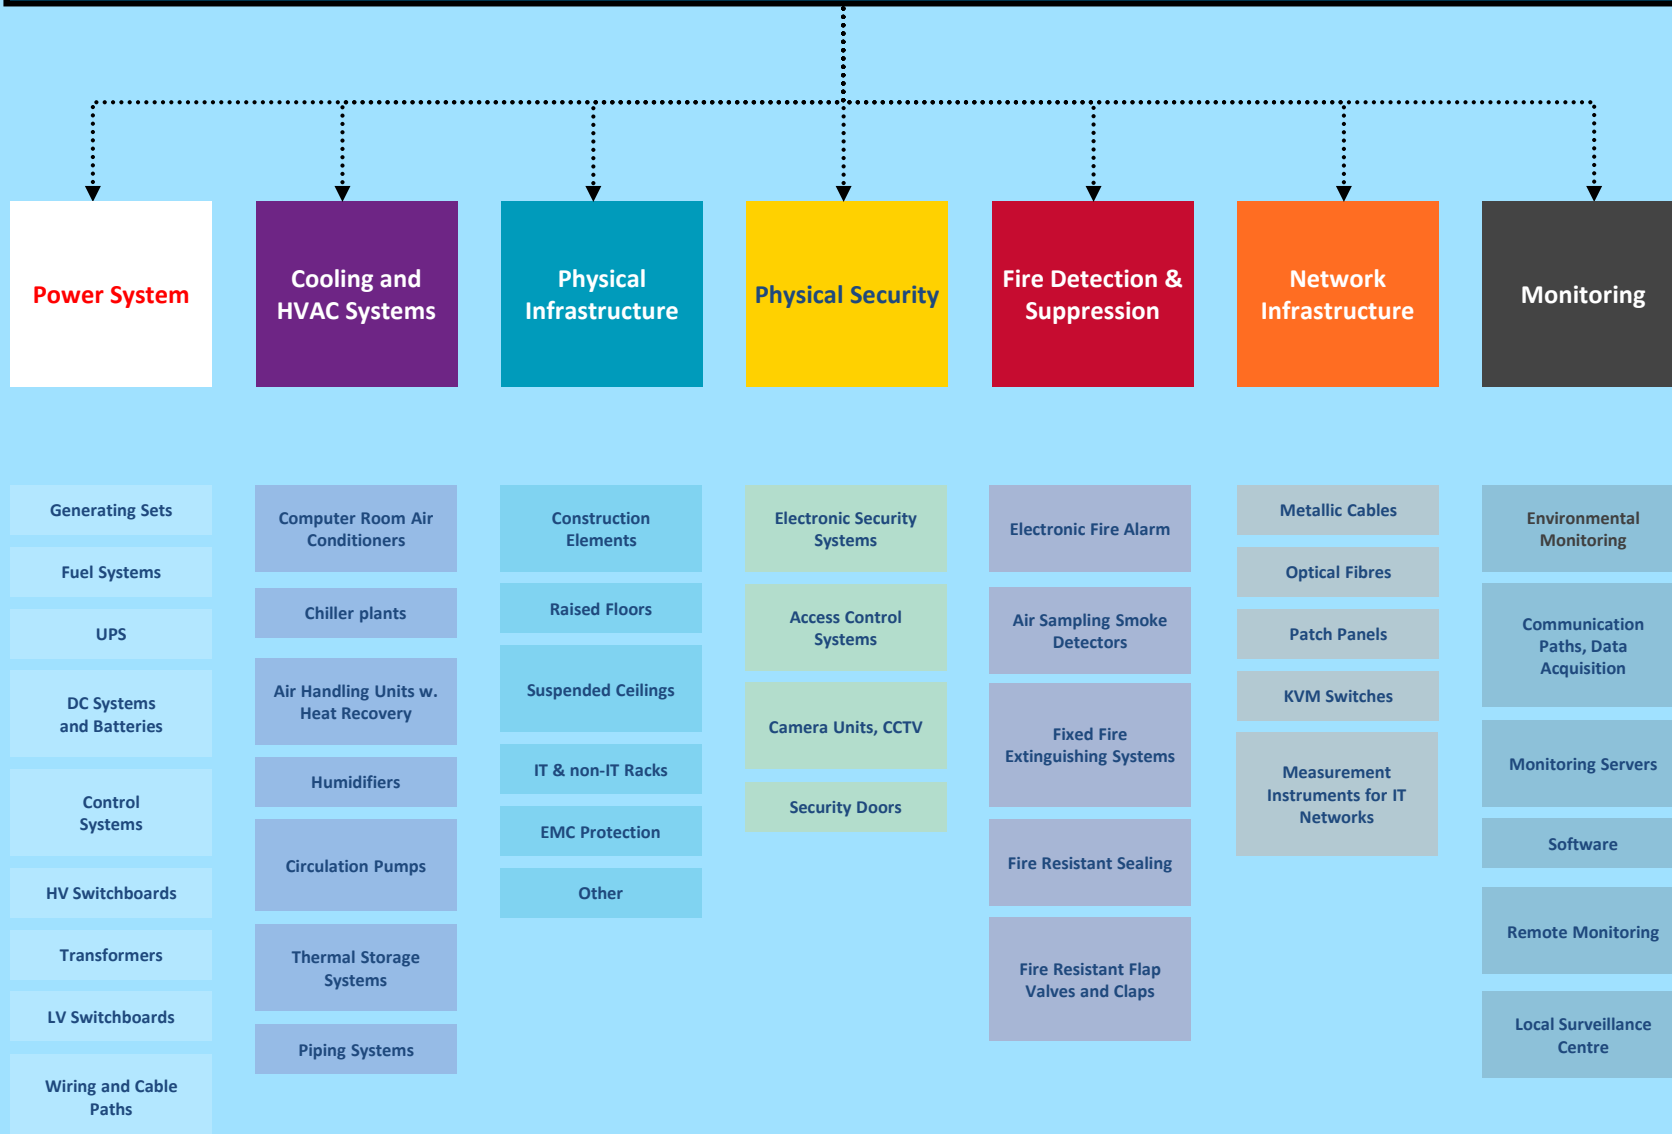 Power System
Cooling and
HVAC Systems
Physical
Infrastructure
Physical Security
Fire Detection &
Suppression
Network
Infrastructure
Monitoring
Generating Sets
Fuel Systems
UPS
DC Systems
and Batteries
Control
Systems
HV Switchboards
Transformers
LV Switchboards
Wiring and Cable
Paths
Computer Room Air
Conditioners
Chiller plants
Air Handling Units w.
Heat Recovery
Humidifiers
Circulation Pumps
Thermal Storage
Systems
Piping Systems
Construction
Elements
Raised Floors
Suspended Ceilings
IT & non-IT Racks
EMC Protection
Other
Electronic Security
Systems
Access Control
Systems
Camera Units, CCTV
Security Doors
Electronic Fire Alarm
Air Sampling Smoke
Detectors
Fixed Fire
Extinguishing Systems
Fire Resistant Sealing
Fire Resistant Flap
Valves and Claps
Metallic Cables
Optical Fibres
Patch Panels
KVM Switches
Measurement
Instruments for IT
Networks
Environmental
Monitoring
Communication
Paths, Data
Acquisition
Monitoring Servers
Software
Remote Monitoring
Local Surveillance
Centre